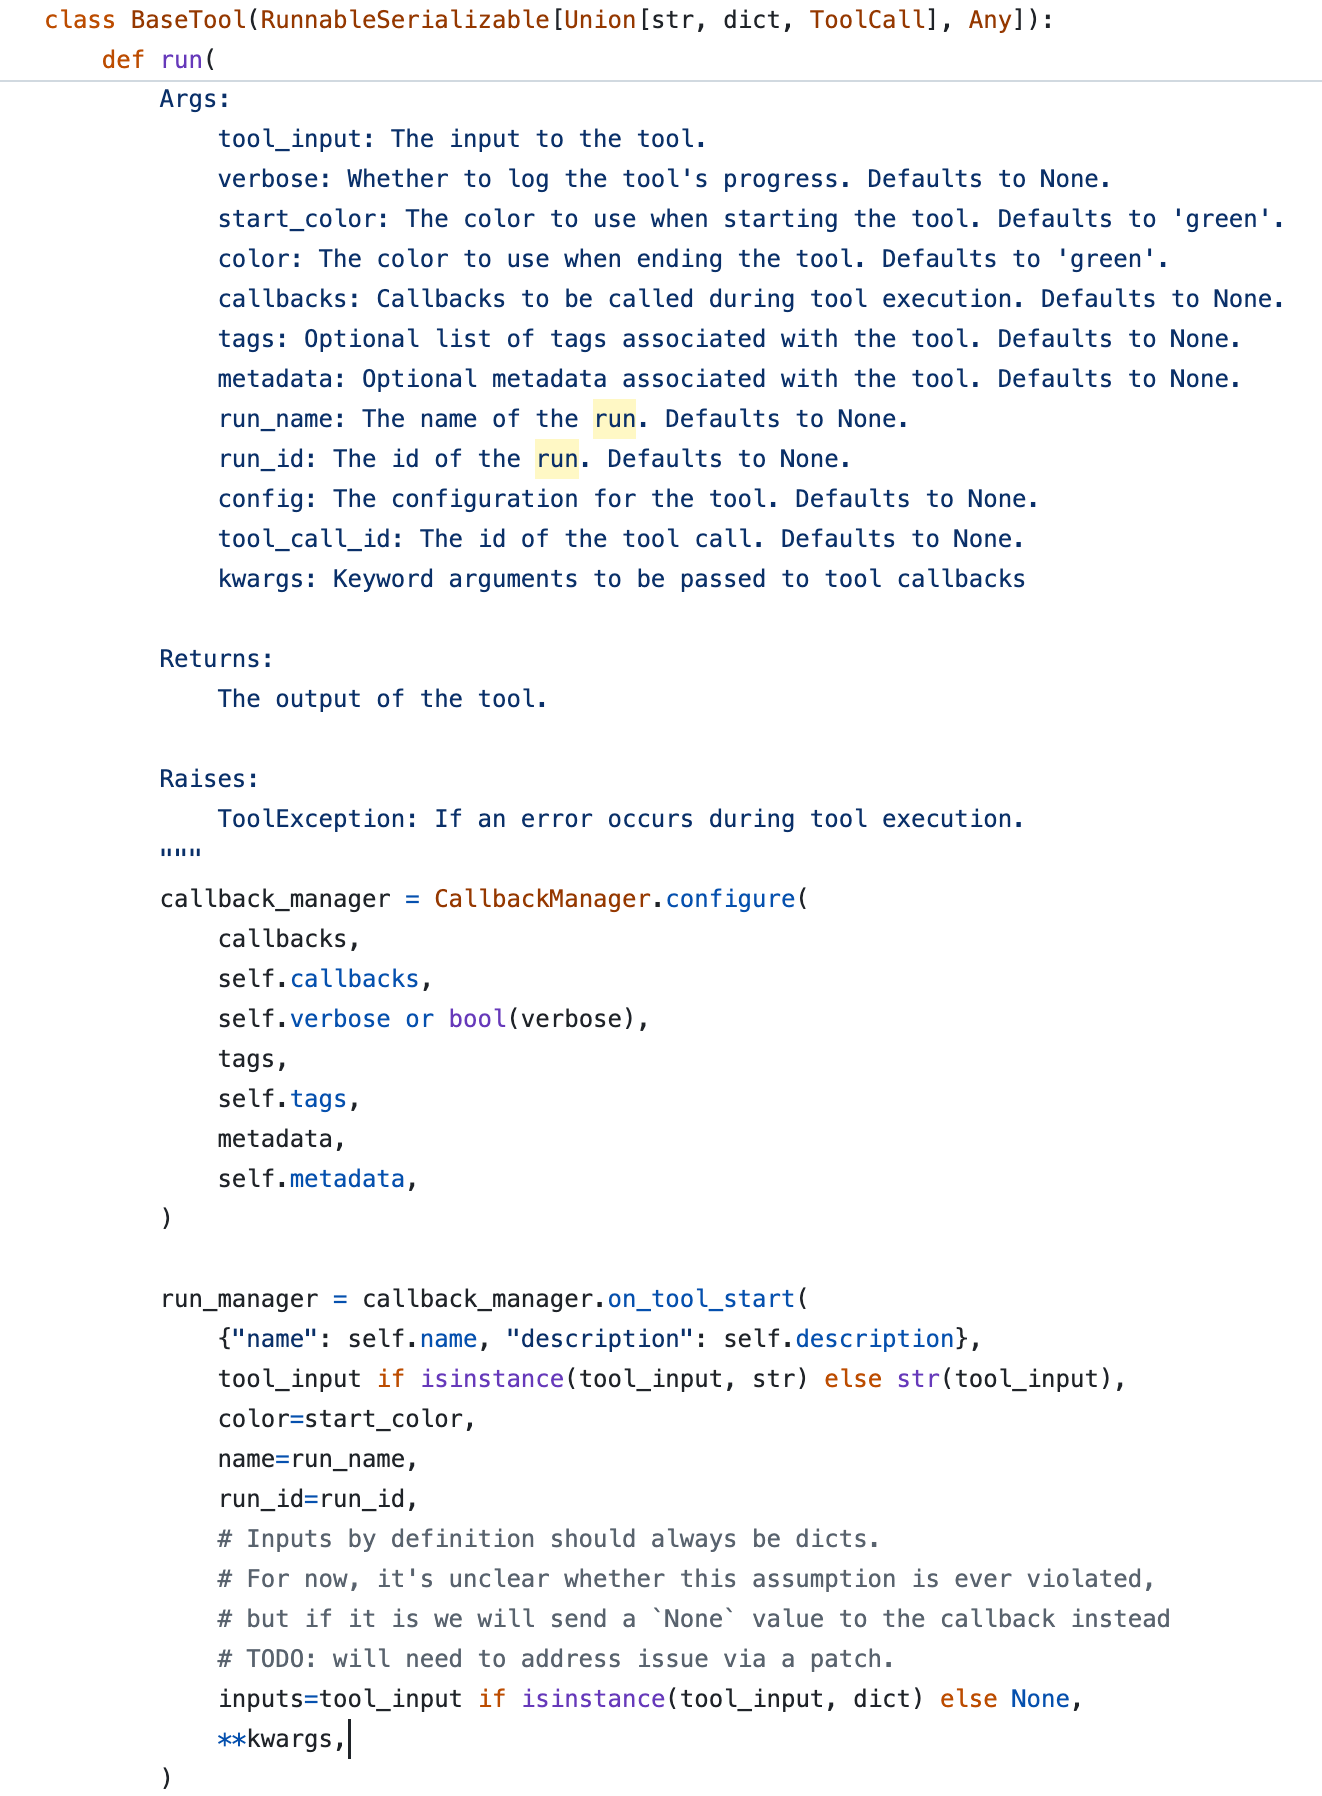 class BaseTool(RunnableSerializable[Union[str, dict, ToolCall], Any]):
    def run(
        Args:
            tool_input: The input to the tool.
            verbose: Whether to log the tool's progress. Defaults to None.
            start_color: The color to use when starting the tool. Defaults to 'green'.
            color: The color to use when ending the tool. Defaults to 'green'.
            callbacks: Callbacks to be called during tool execution. Defaults to None.
            tags: Optional list of tags associated with the tool. Defaults to None.
            metadata: Optional metadata associated with the tool. Defaults to None.
            run_name: The name of the run. Defaults to None.
            run_id: The id of the run. Defaults to None.
            config: The configuration for the tool. Defaults to None.
            tool_call_id: The id of the tool call. Defaults to None.
            kwargs: Keyword arguments to be passed to tool callbacks

        Returns:
            The output of the tool.

        Raises:
            ToolException: If an error occurs during tool execution.
        """
        callback_manager = CallbackManager.configure(
            callbacks,
            self.callbacks,
            self.verbose or bool(verbose),
            tags,
            self.tags,
            metadata,
            self.metadata,
        )

        run_manager = callback_manager.on_tool_start(
            {"name": self.name, "description": self.description},
            tool_input if isinstance(tool_input, str) else str(tool_input),
            color=start_color,
            name=run_name,
            run_id=run_id,
            # Inputs by definition should always be dicts.
            # For now, it's unclear whether this assumption is ever violated,
            # but if it is we will send a `None` value to the callback instead
            # TODO: will need to address issue via a patch.
            inputs=tool_input if isinstance(tool_input, dict) else None,
            **kwargs,
        )